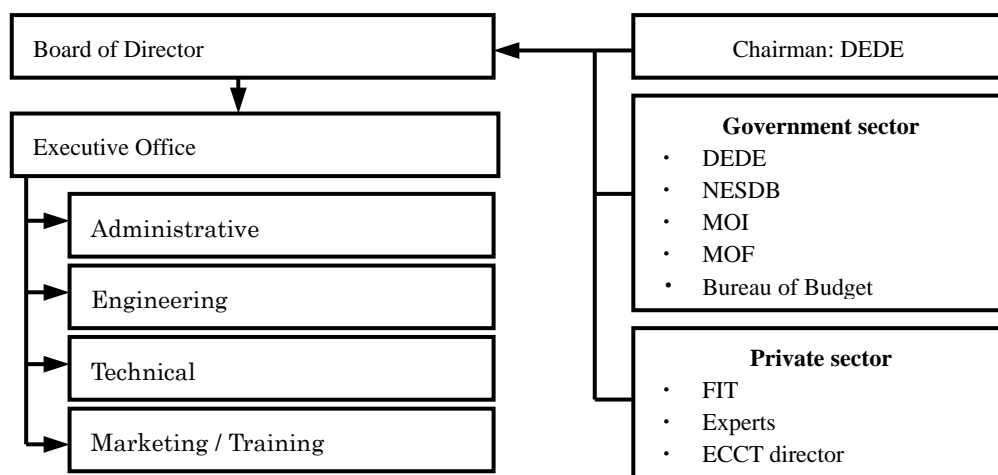 Board of Director
Executive Office
Administrative
Engineering
Technical
Marketing / Training
Chairman: DEDE
Government sector
・ DEDE
・ NESDB
・ MOI
・ MOF
・ Bureau of Budget
Private sector
・ FIT
・ Experts
・ ECCT director